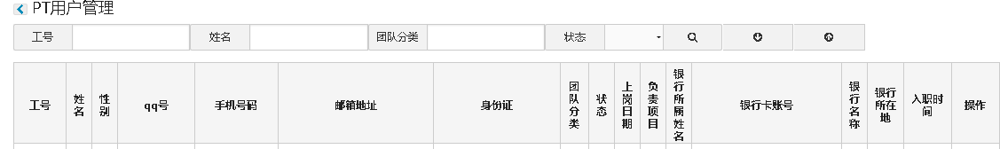 PT用户管理
工号 姓名 团队分类 状态
工号 姓名 性别 qq号 手机号码 邮箱地址 身份证 团队分类 状态 上岗日期 负责项目 银行所属姓名 银行卡账号 银行名称 银行所在地 入职时间 操作